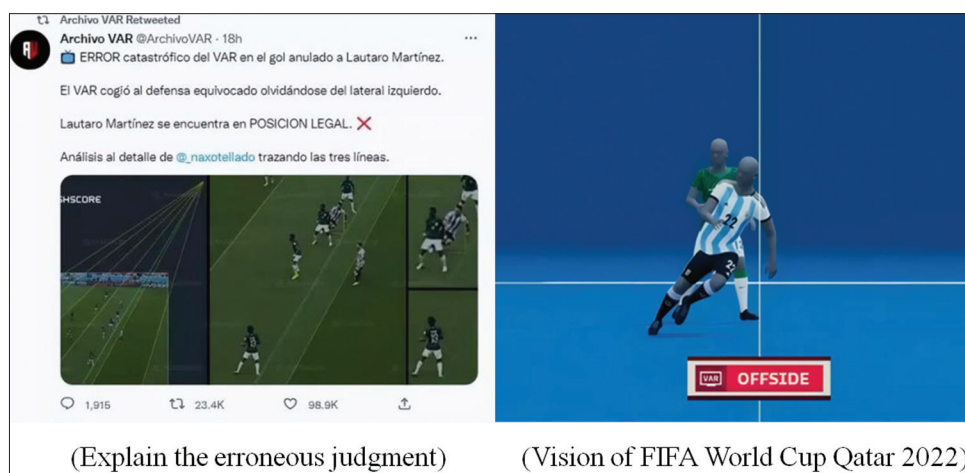 Archivo VAR Retweeted
Archivo VAR @ArchivoVAR · 18h
ERROR catastrófico del VAR en el gol anulado a Lautaro Martínez.
El VAR cogió al defensa equivocado olvidándose del lateral izquierdo.
Lautaro Martínez se encuentra en POSICION LEGAL. ❌
Análisis al detalle de @_naxotellado trazando las tres líneas.
HSCORE
1,915
23.4K
98.9K
22
22
VAR OFFSIDE
(Explain the erroneous judgment)
(Vision of FIFA World Cup Qatar 2022)